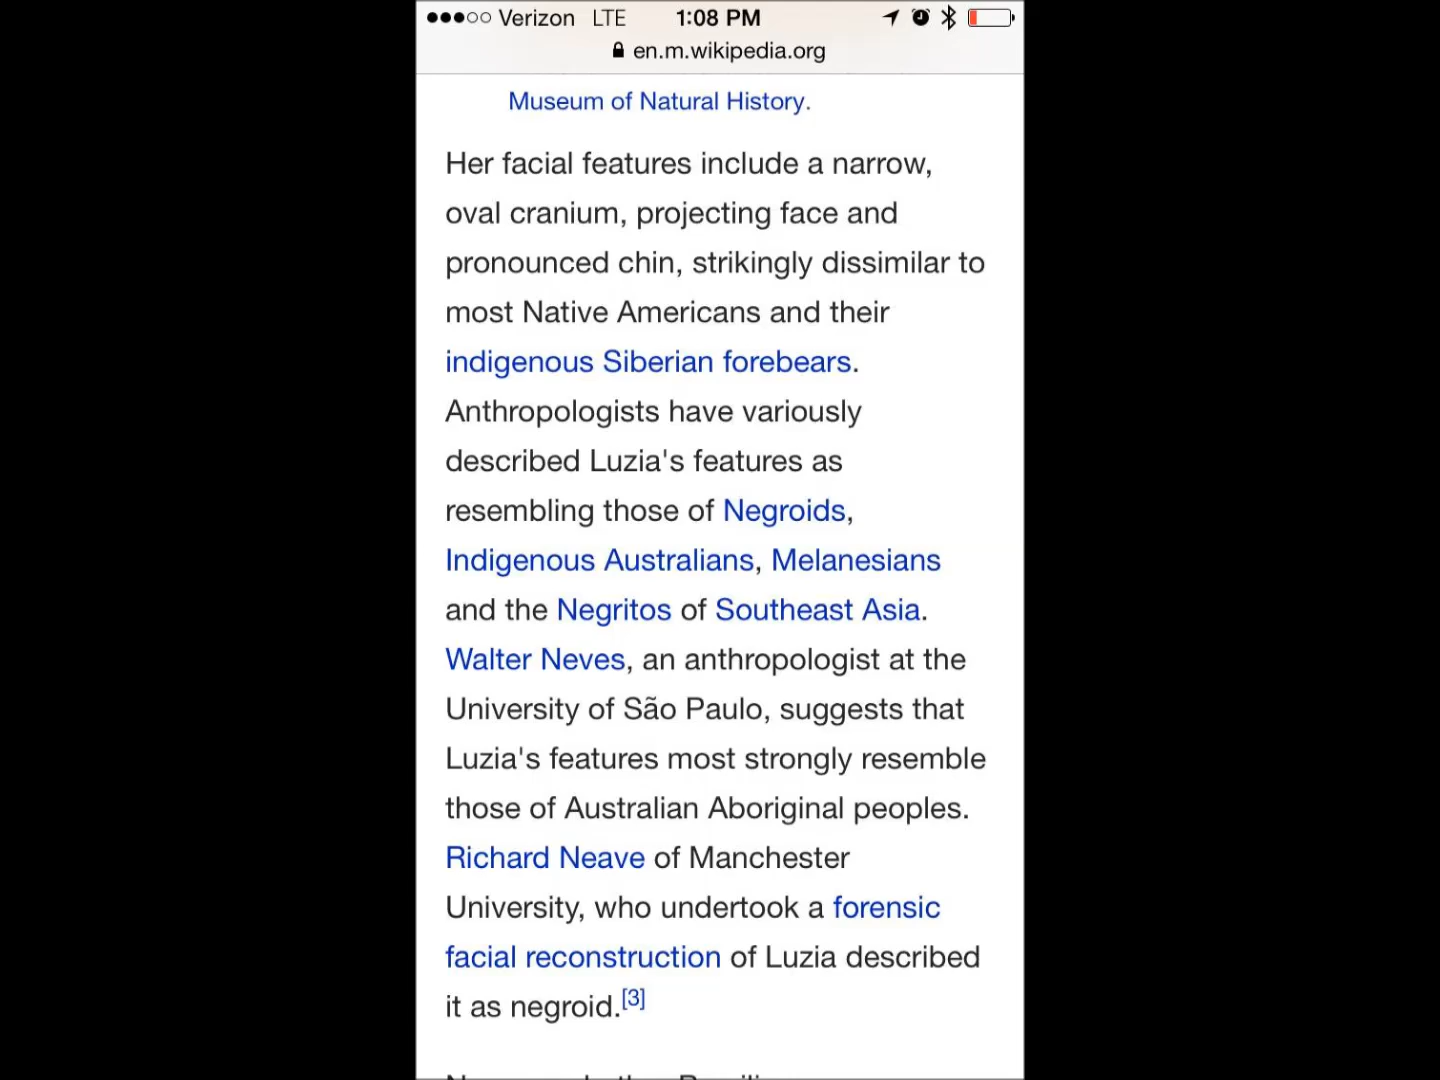 Verizon LTE 1:08 PM
en.m.wikipedia.org
Museum of Natural History.
Her facial features include a narrow,
oval cranium, projecting face and
pronounced chin, strikingly dissimilar to
most Native Americans and their
indigenous Siberian forebears.
Anthropologists have variously
described Luzia's features as
resembling those of Negroids,
Indigenous Australians, Melanesians
and the Negritos of Southeast Asia.
Walter Neves, an anthropologist at the
University of São Paulo, suggests that
Luzia's features most strongly resemble
those of Australian Aboriginal peoples.
Richard Neave of Manchester
University, who undertook a forensic
facial reconstruction of Luzia described
it as negroid.[3]